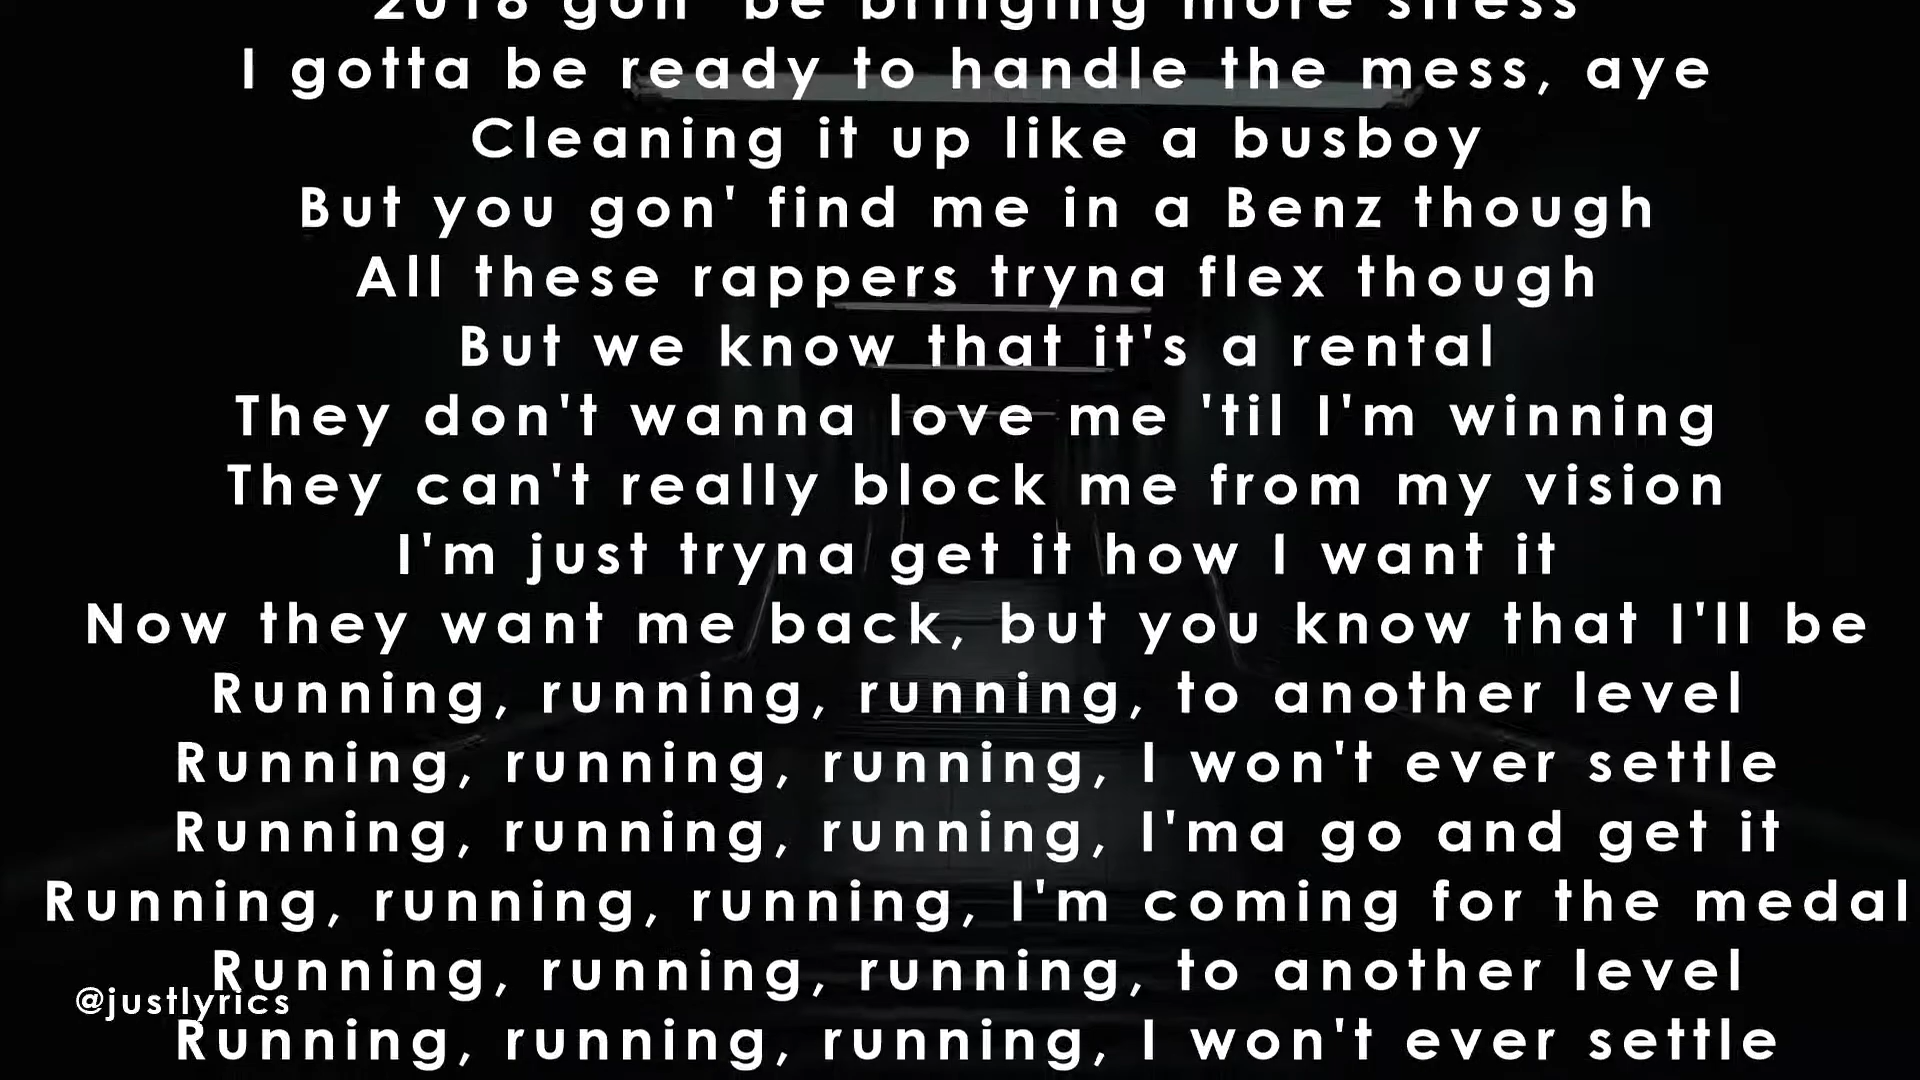 2018 gon' be bringing more stress
I gotta be ready to handle the mess, aye
Cleaning it up like a busboy
But you gon' find me in a Benz though
All these rappers tryna flex though
But we know that it's a rental
They don't wanna love me 'til I'm winning
They can't really block me from my vision
I'm just tryna get it how I want it
Now they want me back, but you know that I'll be
Running, running, running, to another level
Running, running, running, I won't ever settle
Running, running, running, I'ma go and get it
Running, running, running, I'm coming for the medal
Running, running, running, to another level
@justlyrics
Running, running, running, I won't ever settle